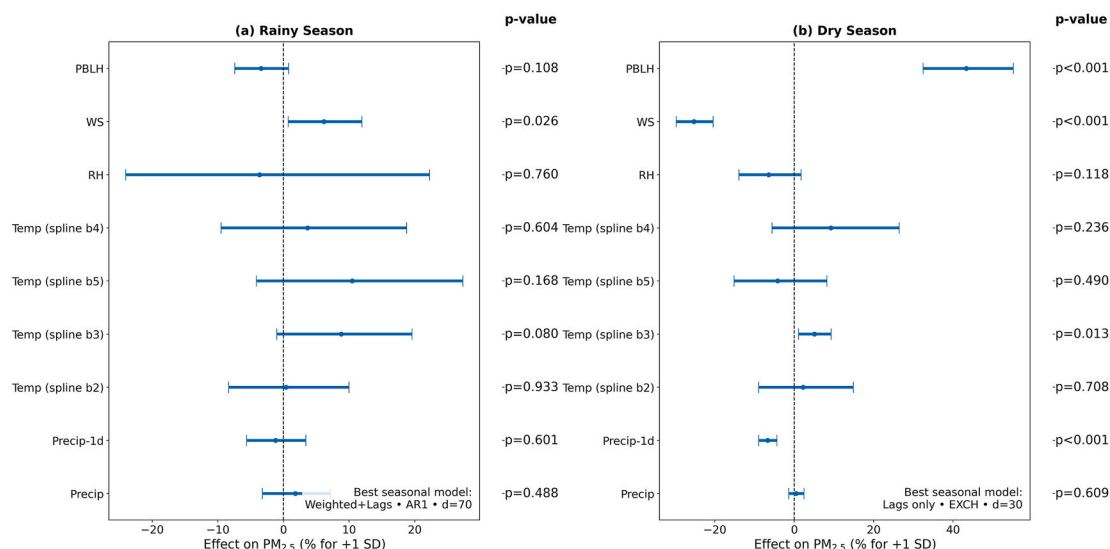 p-value
p-value
(a) Rainy Season
(b) Dry Season
PBLH
-p=0.108
PBLH
-p<0.001
WS
-p=0.026
WS
-p<0.001
RH
-p=0.760
RH
-p=0.118
Temp (spline b4)
-p=0.604
Temp (spline b4)
-p=0.236
Temp (spline b5)
-p=0.168
Temp (spline b5)
-p=0.490
Temp (spline b3)
-p=0.080
Temp (spline b3)
-p=0.013
Temp (spline b2)
-p=0.933
Temp (spline b2)
-p=0.708
Precip-1d
-p=0.601
Precip-1d
-p<0.001
Precip
-p=0.488
Precip
-p=0.609
Best seasonal model:
Weighted+Lags • AR1 • d=70
Best seasonal model:
Lags only • EXCH • d=30
−20 −10 0 10 20
−20 0 20 40
Effect on PM2.5 (% for +1 SD)
Effect on PM2.5 (% for +1 SD)